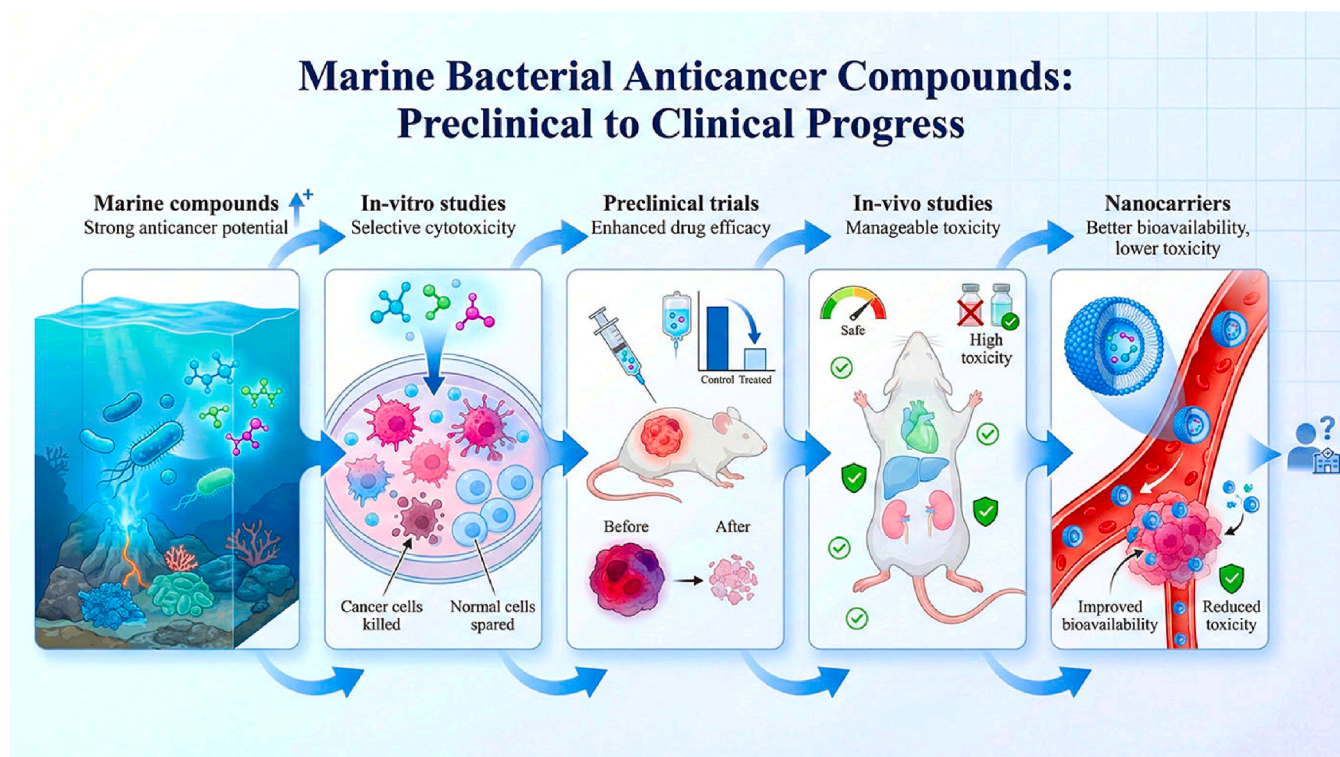 Marine Bacterial Anticancer Compounds:
Preclinical to Clinical Progress
Marine compounds
Strong anticancer potential
+
In-vitro studies
Selective cytotoxicity
Cancer cells
killed
Normal cells
spared
Preclinical trials
Enhanced drug efficacy
Control Treated
Before
After
In-vivo studies
Manageable toxicity
Safe
High
toxicity
Nanocarriers
Better bioavailability,
lower toxicity
Improved
bioavailability
Reduced
toxicity
?